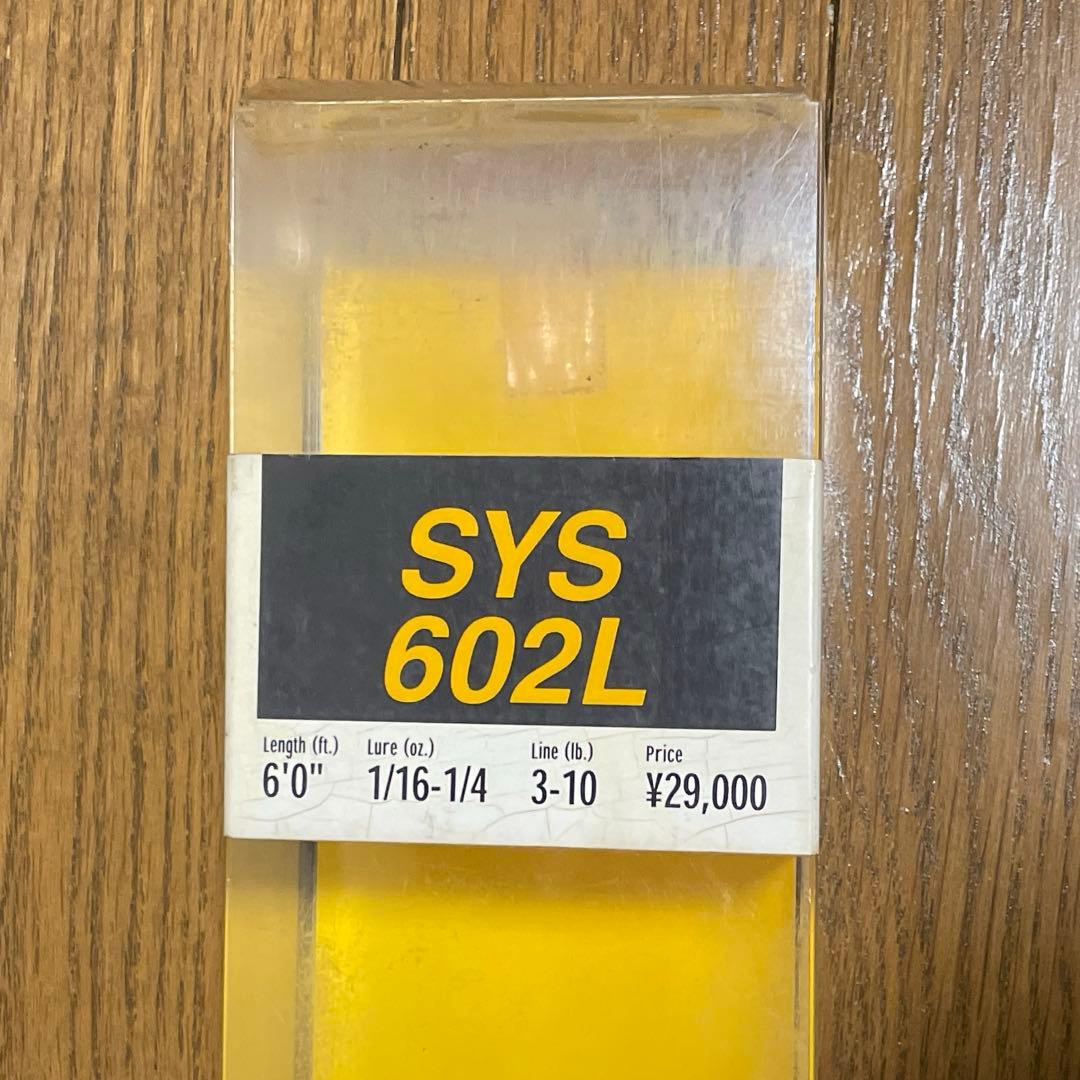 SYS
602L
Length (ft.) Lure (oz.) Line (lb.) Price
6'0" 1/16-1/4 3-10 ¥29,000